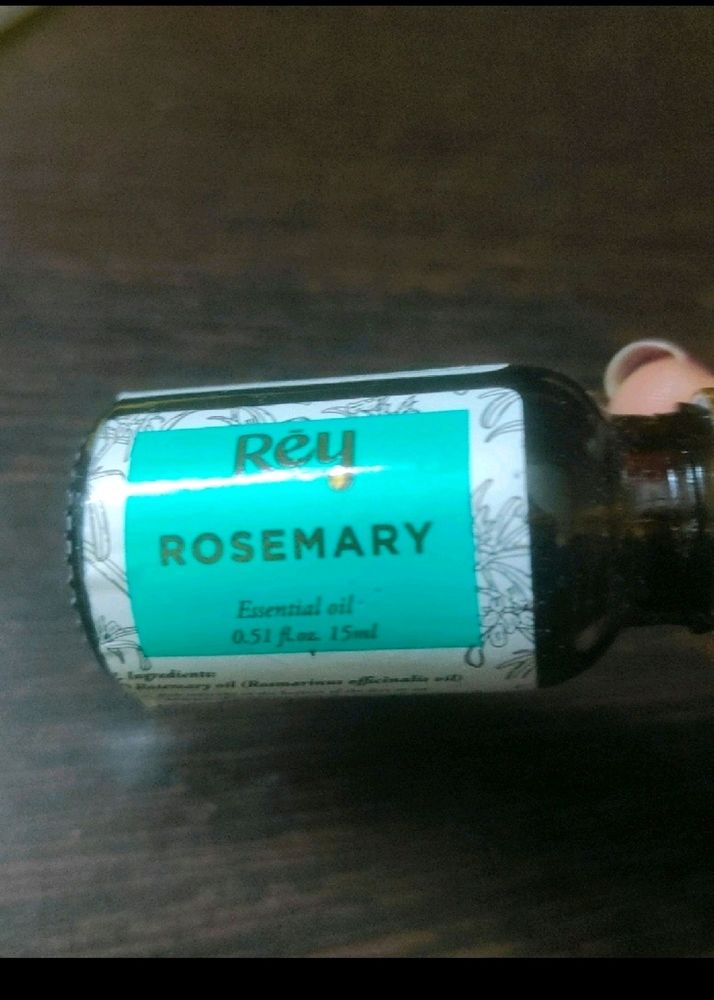 Rēy
ROSEMARY
Essential oil
0.51 fl.oz. 15ml
Ingredients:
Rosemary oil (Rosmarinus officinalis oil)